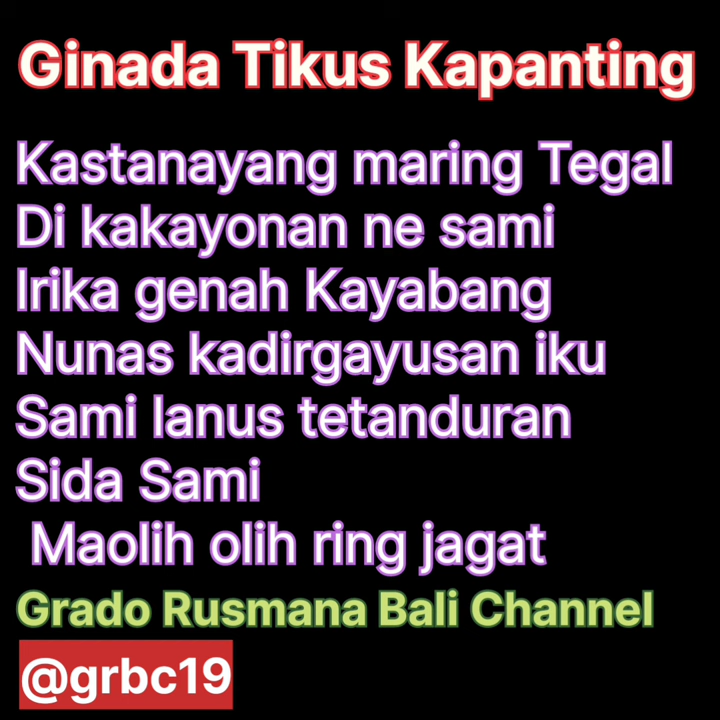 Ginada Tikus Kapanting
Kastanayang maring Tegal
Di kakayonan ne sami
Irika genah Kayabang
Nunas kadirgayusan iku
Sami lanus tetanduran
Sida Sami
Maolih olih ring jagat
Grado Rusmana Bali Channel
@grbc19